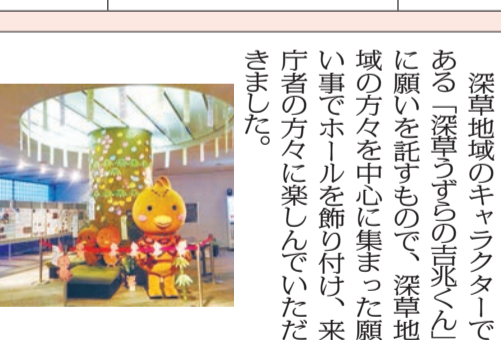 深草地域のキャラクターで
ある「深草うずらの吉兆くん」
に願いを託すもので、深草地
域の方々を中心に集まった願
い事でホールを飾り付け、来
庁者の方々に楽しんでいただ
きました。